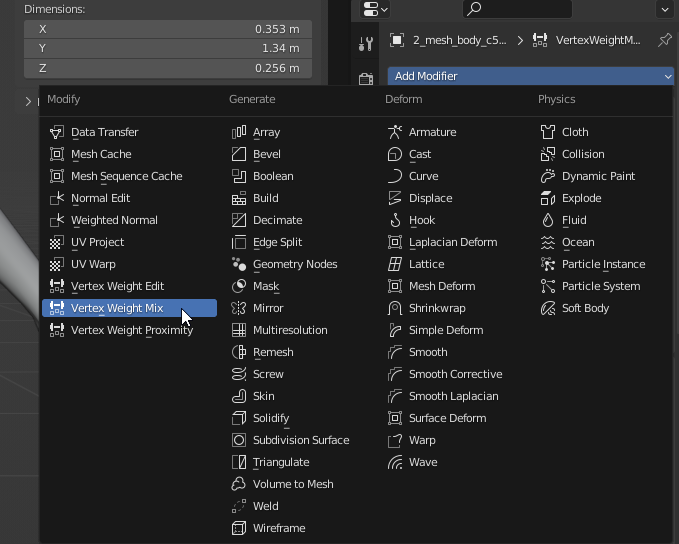 Dimensions:
X 0.353 m
Y 1.34 m
Z 0.256 m
2_mesh_body_c5... > VertexWeightM...
Add Modifier
Modify
Data Transfer
Mesh Cache
Mesh Sequence Cache
Normal Edit
Weighted Normal
UV Project
UV Warp
Vertex Weight Edit
Vertex Weight Mix
Vertex Weight Proximity
Generate
Array
Bevel
Boolean
Build
Decimate
Edge Split
Geometry Nodes
Mask
Mirror
Multiresolution
Remesh
Screw
Skin
Solidify
Subdivision Surface
Triangulate
Volume to Mesh
Weld
Wireframe
Deform
Armature
Cast
Curve
Displace
Hook
Laplacian Deform
Lattice
Mesh Deform
Shrinkwrap
Simple Deform
Smooth
Smooth Corrective
Smooth Laplacian
Surface Deform
Warp
Wave
Physics
Cloth
Collision
Dynamic Paint
Explode
Fluid
Ocean
Particle Instance
Particle System
Soft Body